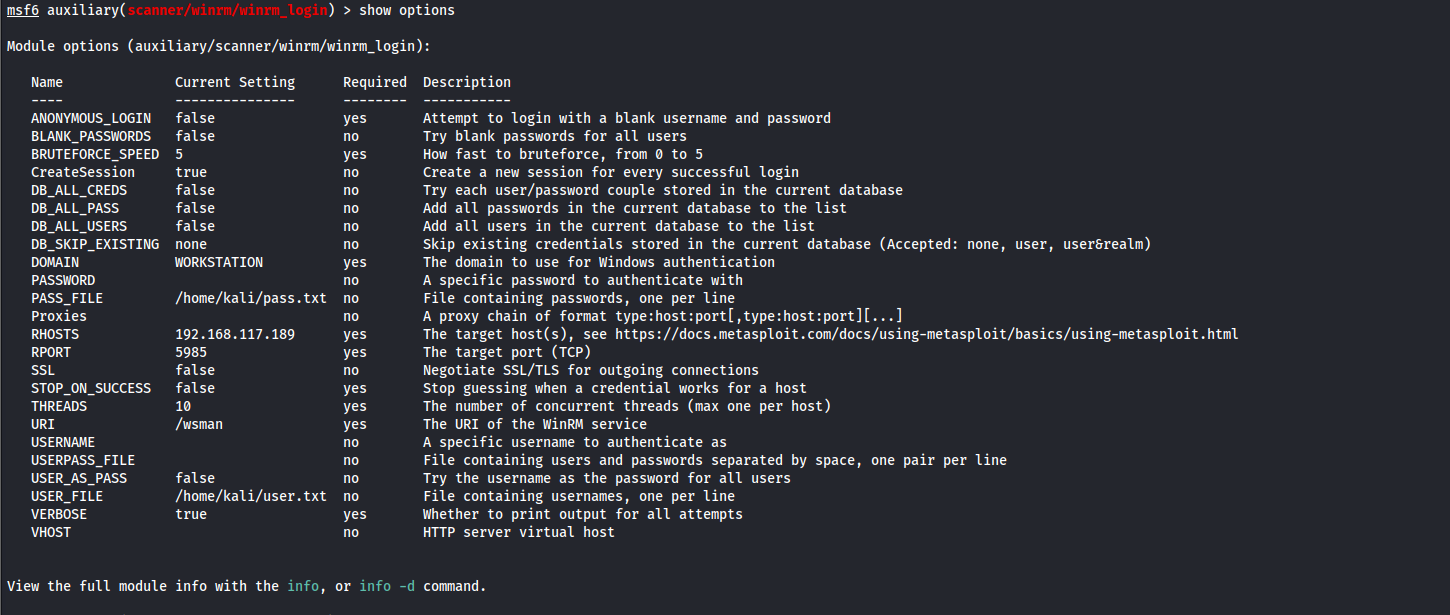 msf6 auxiliary(scanner/winrm/winrm_login) > show options
Module options (auxiliary/scanner/winrm/winrm_login):
Name Current Setting Required Description
---- --------------- -------- -----------
ANONYMOUS_LOGIN false yes Attempt to login with a blank username and password
BLANK_PASSWORDS false no Try blank passwords for all users
BRUTEFORCE_SPEED 5 yes How fast to bruteforce, from 0 to 5
CreateSession true no Create a new session for every successful login
DB_ALL_CREDS false no Try each user/password couple stored in the current database
DB_ALL_PASS false no Add all passwords in the current database to the list
DB_ALL_USERS false no Add all users in the current database to the list
DB_SKIP_EXISTING none no Skip existing credentials stored in the current database (Accepted: none, user, user&realm)
DOMAIN WORKSTATION yes The domain to use for Windows authentication
PASSWORD no A specific password to authenticate with
PASS_FILE /home/kali/pass.txt no File containing passwords, one per line
Proxies no A proxy chain of format type:host:port[,type:host:port][...]
RHOSTS 192.168.117.189 yes The target host(s), see https://docs.metasploit.com/docs/using-metasploit/basics/using-metasploit.html
RPORT 5985 yes The target port (TCP)
SSL false no Negotiate SSL/TLS for outgoing connections
STOP_ON_SUCCESS false yes Stop guessing when a credential works for a host
THREADS 10 yes The number of concurrent threads (max one per host)
URI /wsman yes The URI of the WinRM service
USERNAME no A specific username to authenticate as
USERPASS_FILE no File containing users and passwords separated by space, one pair per line
USER_AS_PASS false no Try the username as the password for all users
USER_FILE /home/kali/user.txt no File containing usernames, one per line
VERBOSE true yes Whether to print output for all attempts
VHOST no HTTP server virtual host
View the full module info with the info, or info -d command.